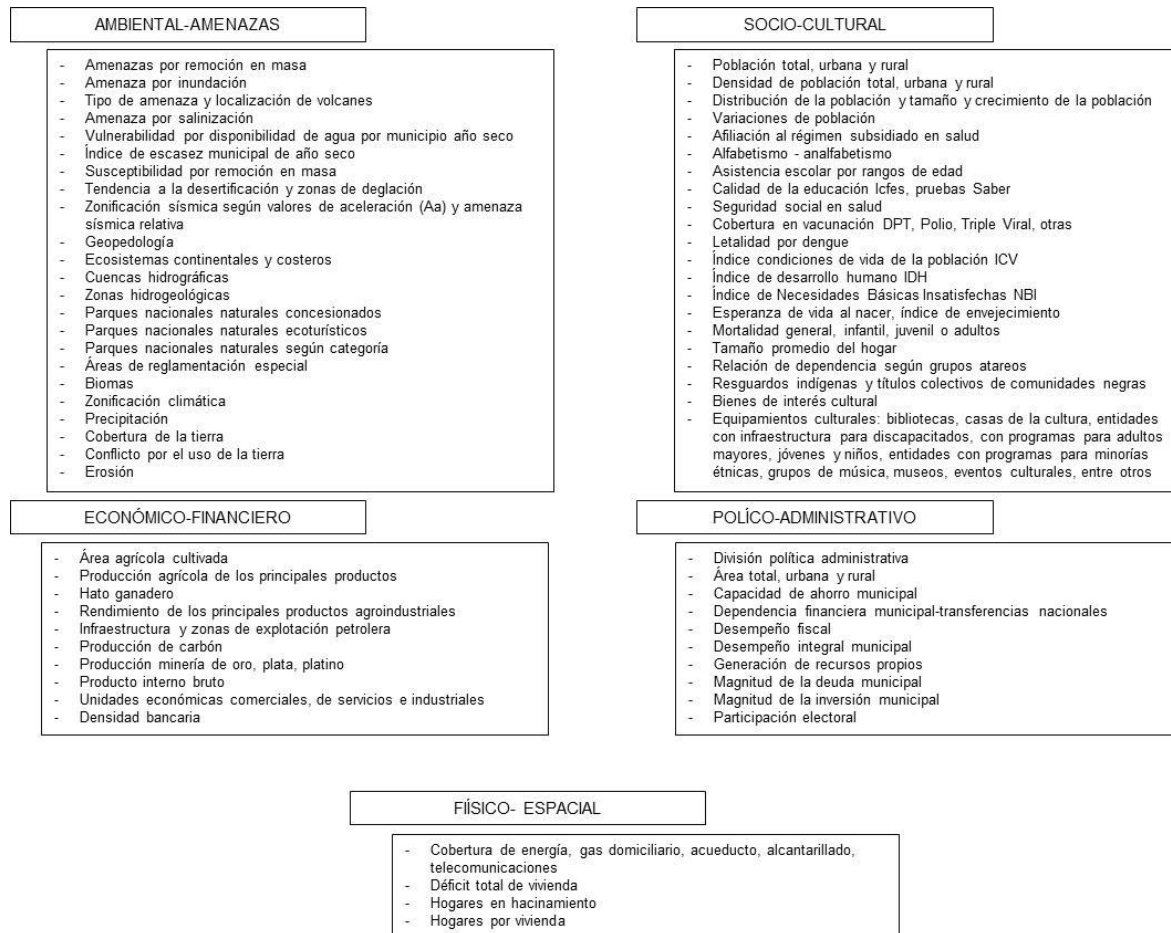 AMBIENTAL-AMENAZAS
- Amenazas por remoción en masa
- Amenaza por inundación
- Tipo de amenaza y localización de volcanes
- Amenaza por salinización
- Vulnerabilidad por disponibilidad de agua por municipio año seco
- Índice de escasez municipal de año seco
- Susceptibilidad por remoción en masa
- Tendencia a la desertificación y zonas de deglación
- Zonificación sísmica según valores de aceleración (Aa) y amenaza
sísmica relativa
- Geopedología
- Ecosistemas continentales y costeros
- Cuencas hidrográficas
- Zonas hidrogeológicas
- Parques nacionales naturales concesionados
- Parques nacionales naturales ecoturísticos
- Parques nacionales naturales según categoría
- Áreas de reglamentación especial
- Biomas
- Zonificación climática
- Precipitación
- Cobertura de la tierra
- Conflicto por el uso de la tierra
- Erosión
SOCIO-CULTURAL
- Población total, urbana y rural
- Densidad de población total, urbana y rural
- Distribución de la población y tamaño y crecimiento de la población
- Variaciones de población
- Afiliación al régimen subsidiado en salud
- Alfabetismo - analfabetismo
- Asistencia escolar por rangos de edad
- Calidad de la educación Icfes, pruebas Saber
- Seguridad social en salud
- Cobertura en vacunación DPT, Polio, Triple Viral, otras
- Letalidad por dengue
- Índice condiciones de vida de la población ICV
- Índice de desarrollo humano IDH
- Índice de Necesidades Básicas Insatisfechas NBI
- Esperanza de vida al nacer, índice de envejecimiento
- Mortalidad general, infantil, juvenil o adultos
- Tamaño promedio del hogar
- Relación de dependencia según grupos atareos
- Resguardos indígenas y títulos colectivos de comunidades negras
- Bienes de interés cultural
- Equipamientos culturales: bibliotecas, casas de la cultura, entidades
con infraestructura para discapacitados, con programas para adultos
mayores, jóvenes y niños, entidades con programas para minorías
étnicas, grupos de música, museos, eventos culturales, entre otros
ECONÓMICO-FINANCIERO
- Área agrícola cultivada
- Producción agrícola de los principales productos
- Hato ganadero
- Rendimiento de los principales productos agroindustriales
- Infraestructura y zonas de explotación petrolera
- Producción de carbón
- Producción minería de oro, plata, platino
- Producto interno bruto
- Unidades económicas comerciales, de servicios e industriales
- Densidad bancaria
POLÍCO-ADMINISTRATIVO
- División política administrativa
- Área total, urbana y rural
- Capacidad de ahorro municipal
- Dependencia financiera municipal-transferencias nacionales
- Desempeño fiscal
- Desempeño integral municipal
- Generación de recursos propios
- Magnitud de la deuda municipal
- Magnitud de la inversión municipal
- Participación electoral
FIÍSICO- ESPACIAL
- Cobertura de energía, gas domiciliario, acueducto, alcantarillado,
telecomunicaciones
- Déficit total de vivienda
- Hogares en hacinamiento
- Hogares por vivienda